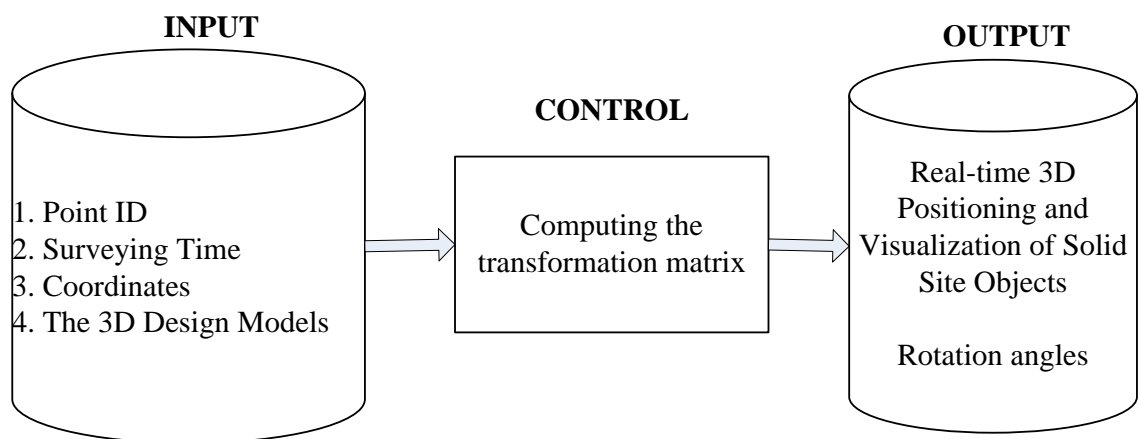 INPUT
1. Point ID
2. Surveying Time
3. Coordinates
4. The 3D Design Models
CONTROL
Computing the
transformation matrix
OUTPUT
Real-time 3D
Positioning and
Visualization of Solid
Site Objects
Rotation angles